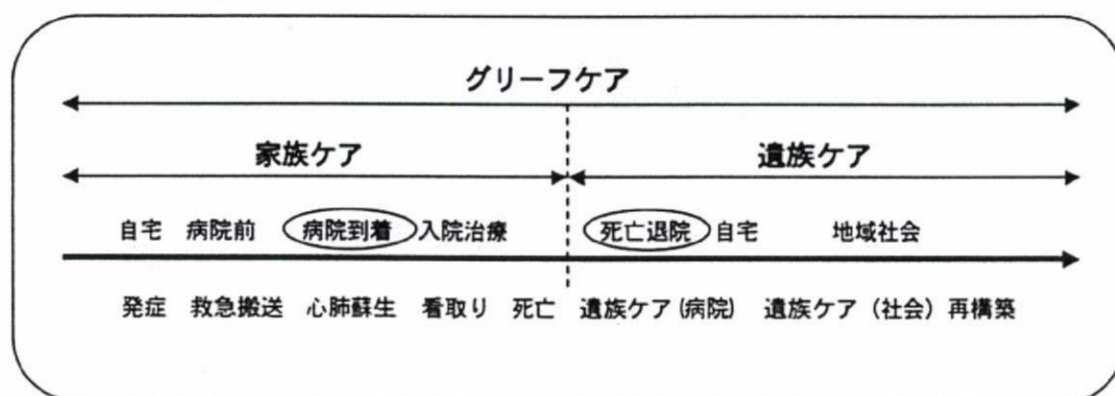 グリーフケア
家族ケア 遺族ケア
自宅 病院前 病院到着 入院治療 死亡退院 自宅 地域社会
発症 救急搬送 心肺蘇生 看取り 死亡 遺族ケア(病院) 遺族ケア(社会) 再構築